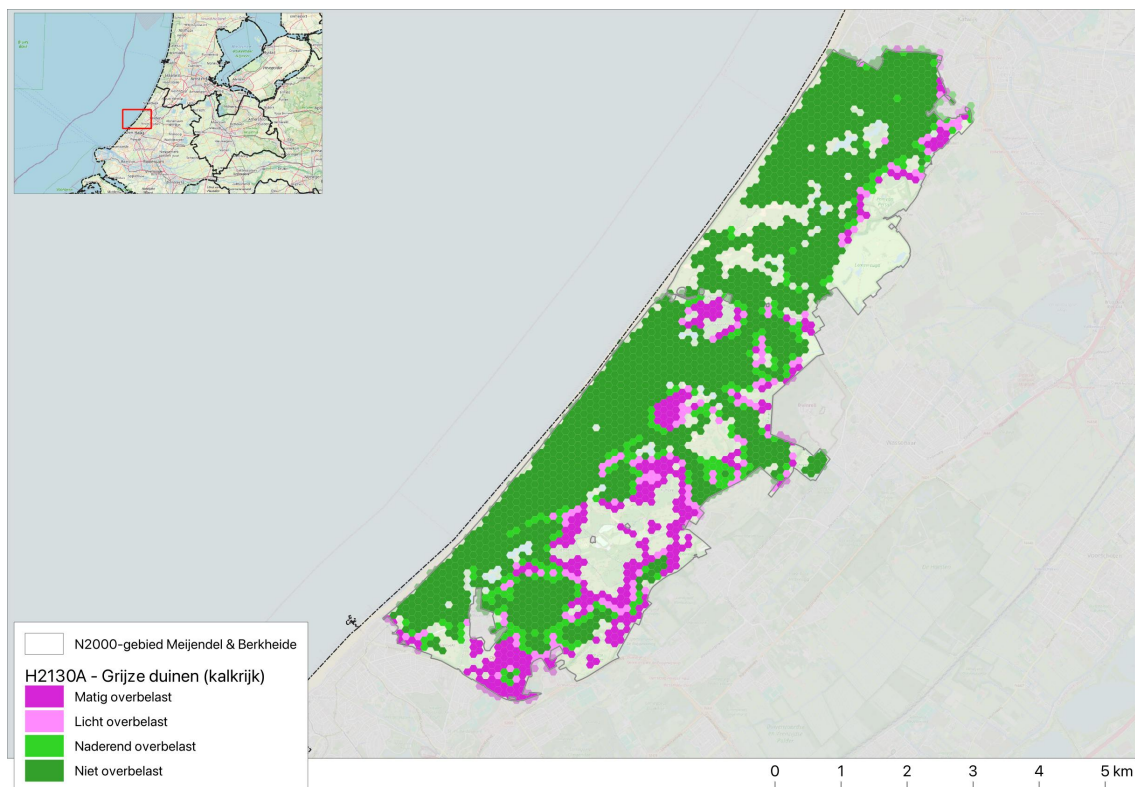 N2000-gebied Meijendel & Berkheide
H2130A - Grijze duinen (kalkrijk)
Matig overbelast
Licht overbelast
Naderend overbelast
Niet overbelast
0 1 2 3 4 5 km